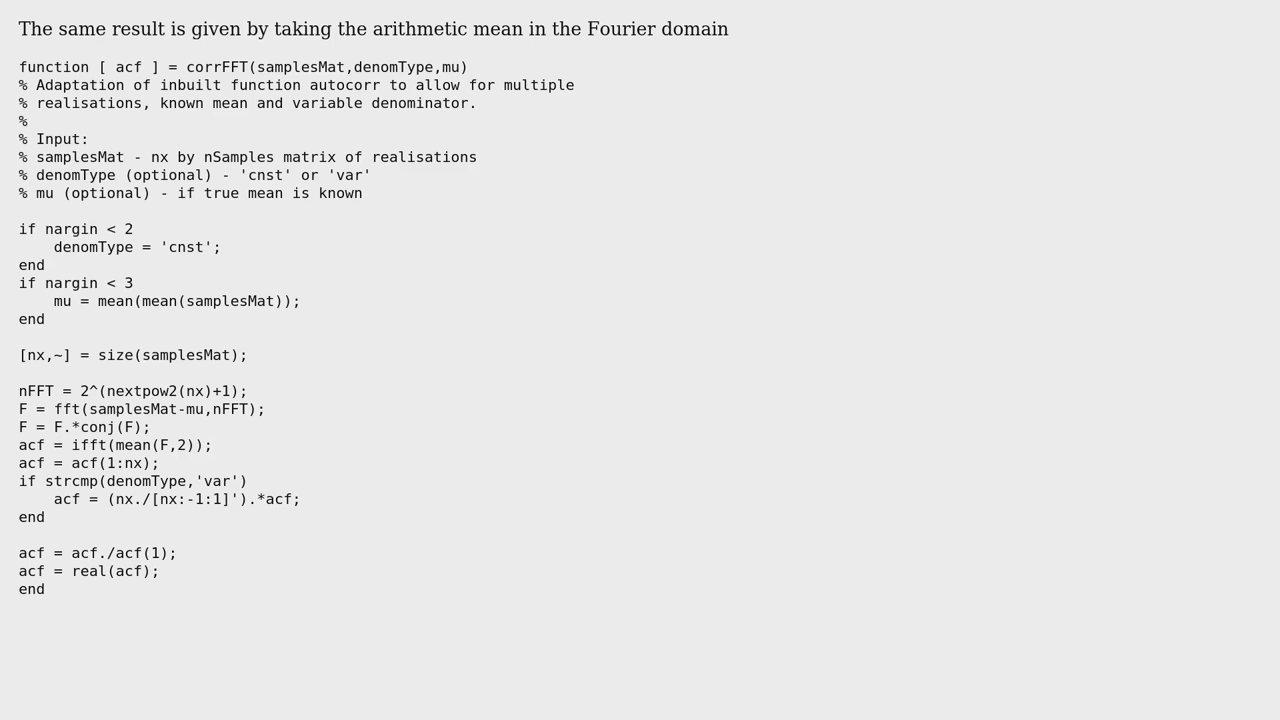 The same result is given by taking the arithmetic mean in the Fourier domain
function [ acf ] = corrFFT(samplesMat,denomType,mu)
% Adaptation of inbuilt function autocorr to allow for multiple
% realisations, known mean and variable denominator.
%
% Input:
% samplesMat - nx by nSamples matrix of realisations
% denomType (optional) - 'cnst' or 'var'
% mu (optional) - if true mean is known

if nargin < 2
    denomType = 'cnst';
end
if nargin < 3
    mu = mean(mean(samplesMat));
end

[nx,~] = size(samplesMat);

nFFT = 2^(nextpow2(nx)+1);
F = fft(samplesMat-mu,nFFT);
F = F.*conj(F);
acf = ifft(mean(F,2));
acf = acf(1:nx);
if strcmp(denomType,'var')
    acf = (nx./[nx:-1:1]').*acf;
end

acf = acf./acf(1);
acf = real(acf);
end